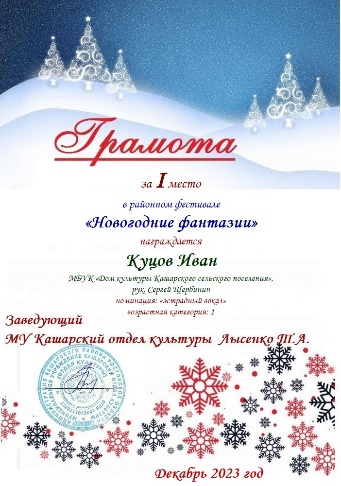 Грамота
за I место
в районном фестивале
«Новогодние фантазии»
награждается
Куцов Иван
МБУК «Дом культуры Кашарского сельского поселения»,
рук. Сергей Щербинин
номинация: «эстрадный вокал»
возрастная категория: 1
Заведующий
МУ Кашарский отдел культуры Лысенко Т.А.
Декабрь 2023 год